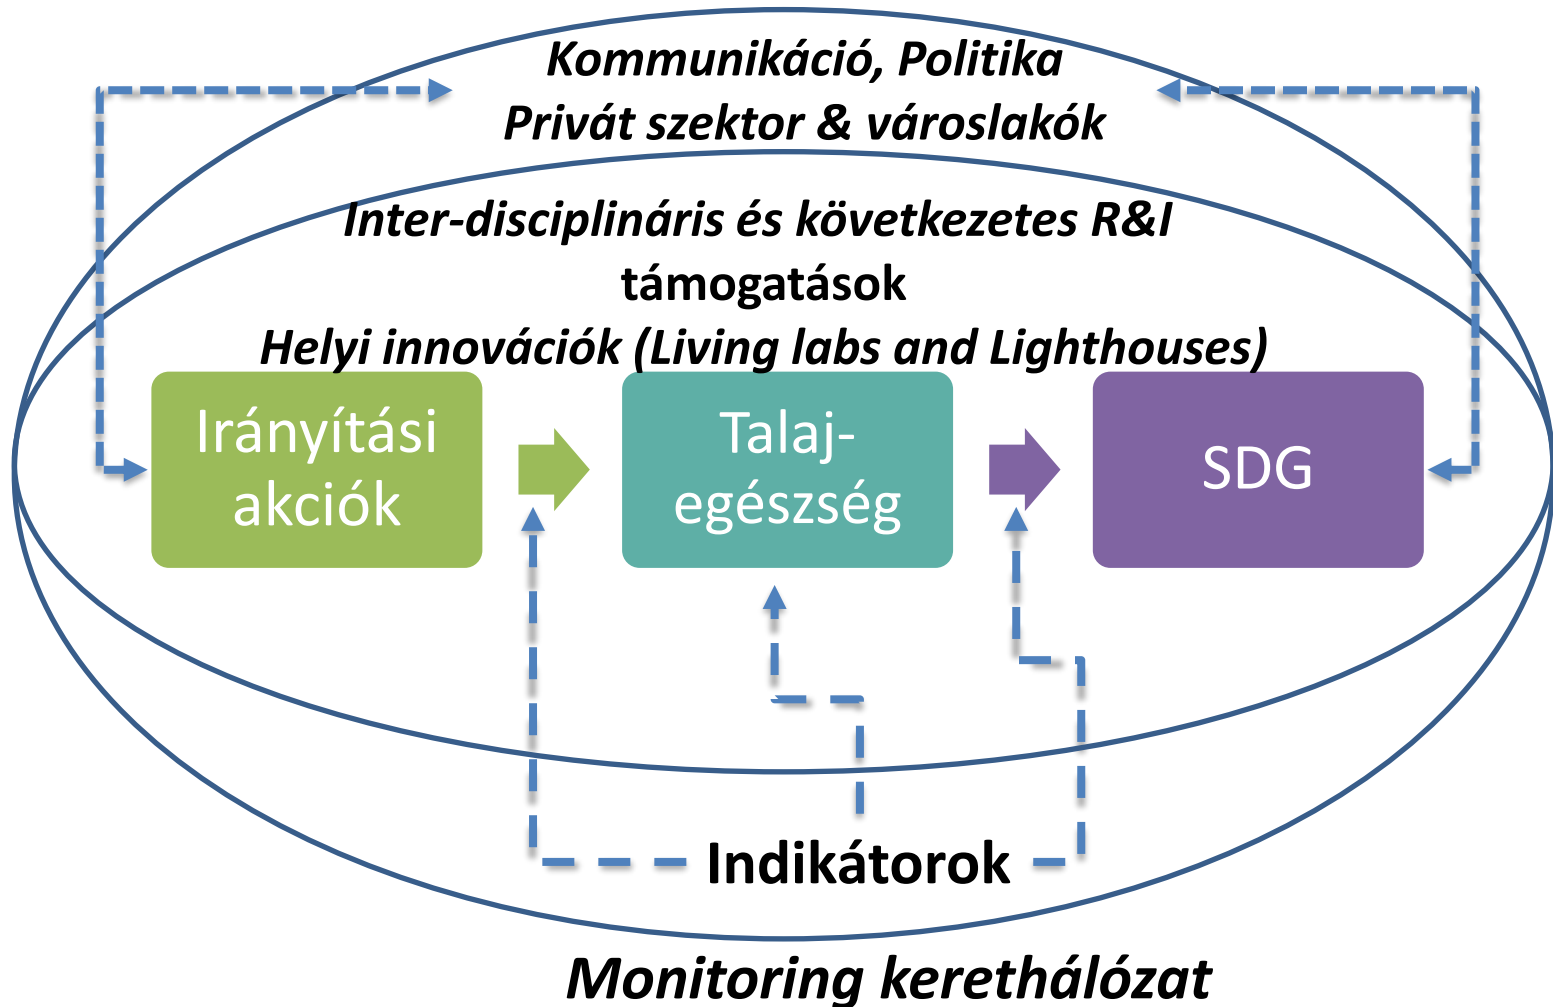 Kommunikáció, Politika
Privát szektor & városlakók
Inter-disciplináris és következetes R&I
támogatások
Helyi innovációk (Living labs and Lighthouses)
Irányítási
akciók
Talaj-
egészség
SDG
Indikátorok
Monitoring kerethálózat